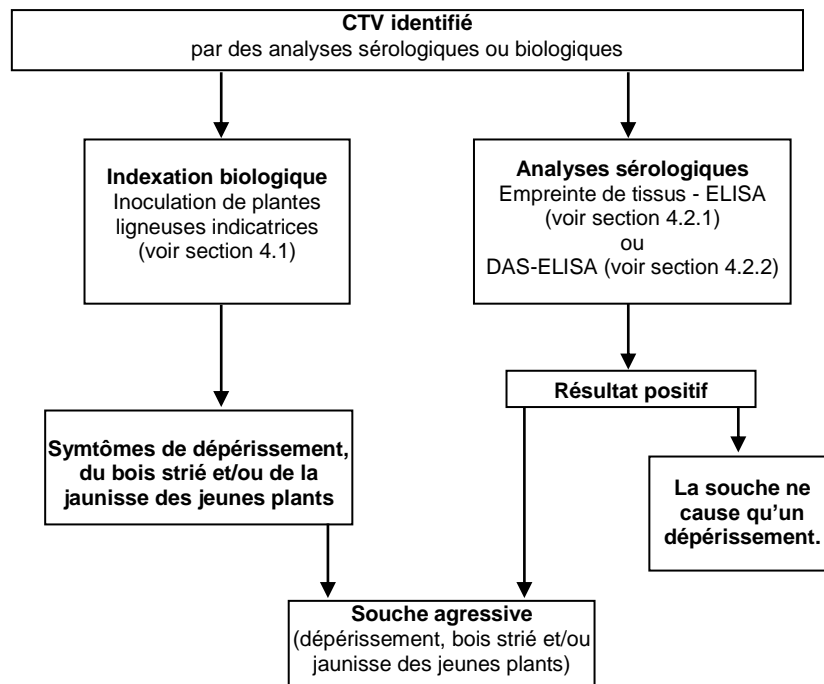 CTV identifié
par des analyses sérologiques ou biologiques
Indexation biologique
Inoculation de plantes
ligneuses indicatrices
(voir section 4.1)
Analyses sérologiques
Empreinte de tissus - ELISA
(voir section 4.2.1)
ou
DAS-ELISA (voir section 4.2.2)
Résultat positif
Symtômes de dépérissement,
du bois strié et/ou de la
jaunisse des jeunes plants
La souche ne
cause qu’un
dépérissement.
Souche agressive
(dépérissement, bois strié et/ou
jaunisse des jeunes plants)